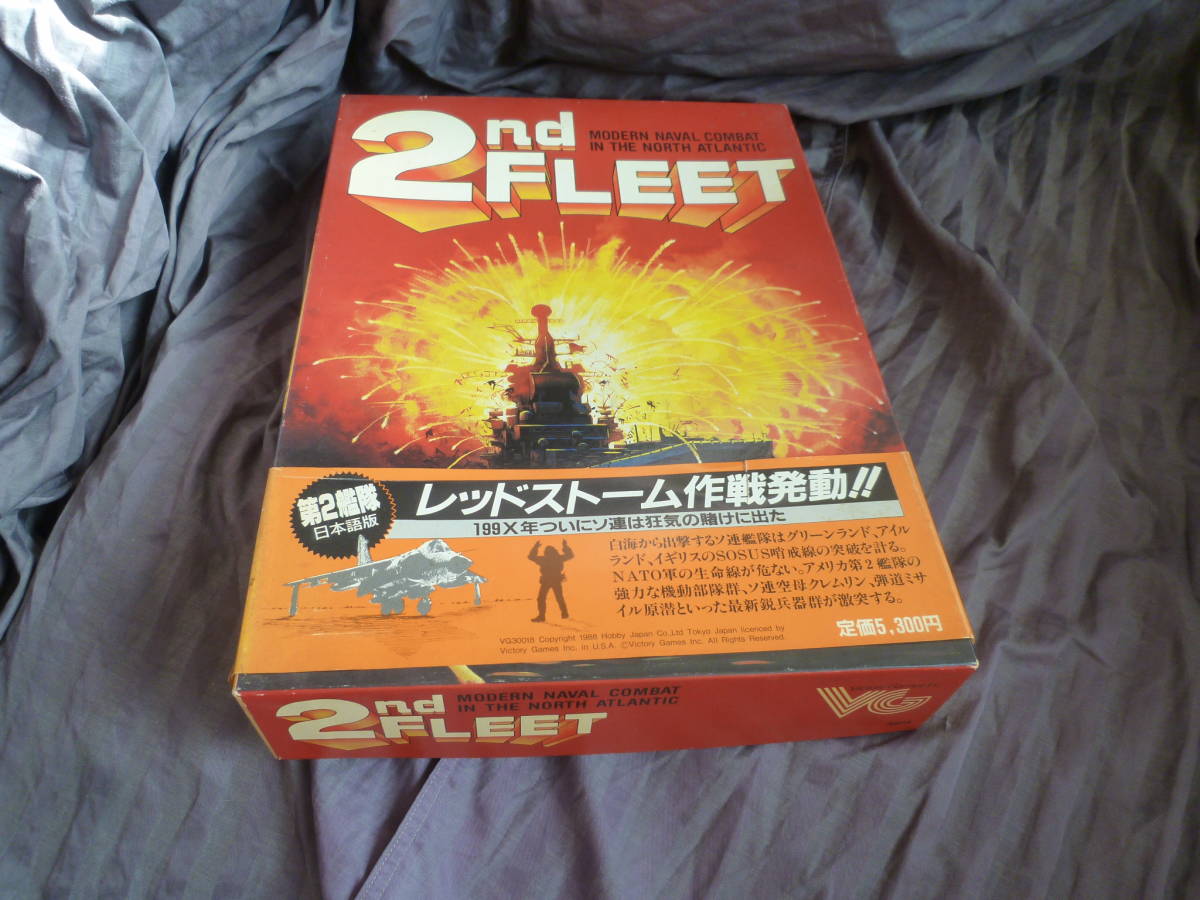 2nd
FLEET
MODERN NAVAL COMBAT
IN THE NORTH ATLANTIC
第2艦隊
日本語版
レッドストーム作戦発動!!
199X年ついにソ連は狂気の賭けに出た
白海から出撃するソ連艦隊はグリーンランド、アイル
ランド、イギリスのSOSUS哨戒線の突破を計る。
NATO軍の生命線が危ない。アメリカ第2艦隊の
強力な機動部隊群、ソ連空母クレムリン、弾道ミサ
イル原潜といった最新鋭兵器群が激突する。
定価5,300円
VG30018 Copyright 1988 Hobby Japan Co.,Ltd Tokyo Japan licenced by
Victory Games Inc. in U.S.A. ©Victory Games Inc. All Rights Reserved.
2nd
FLEET
MODERN NAVAL COMBAT
IN THE NORTH ATLANTIC
VG